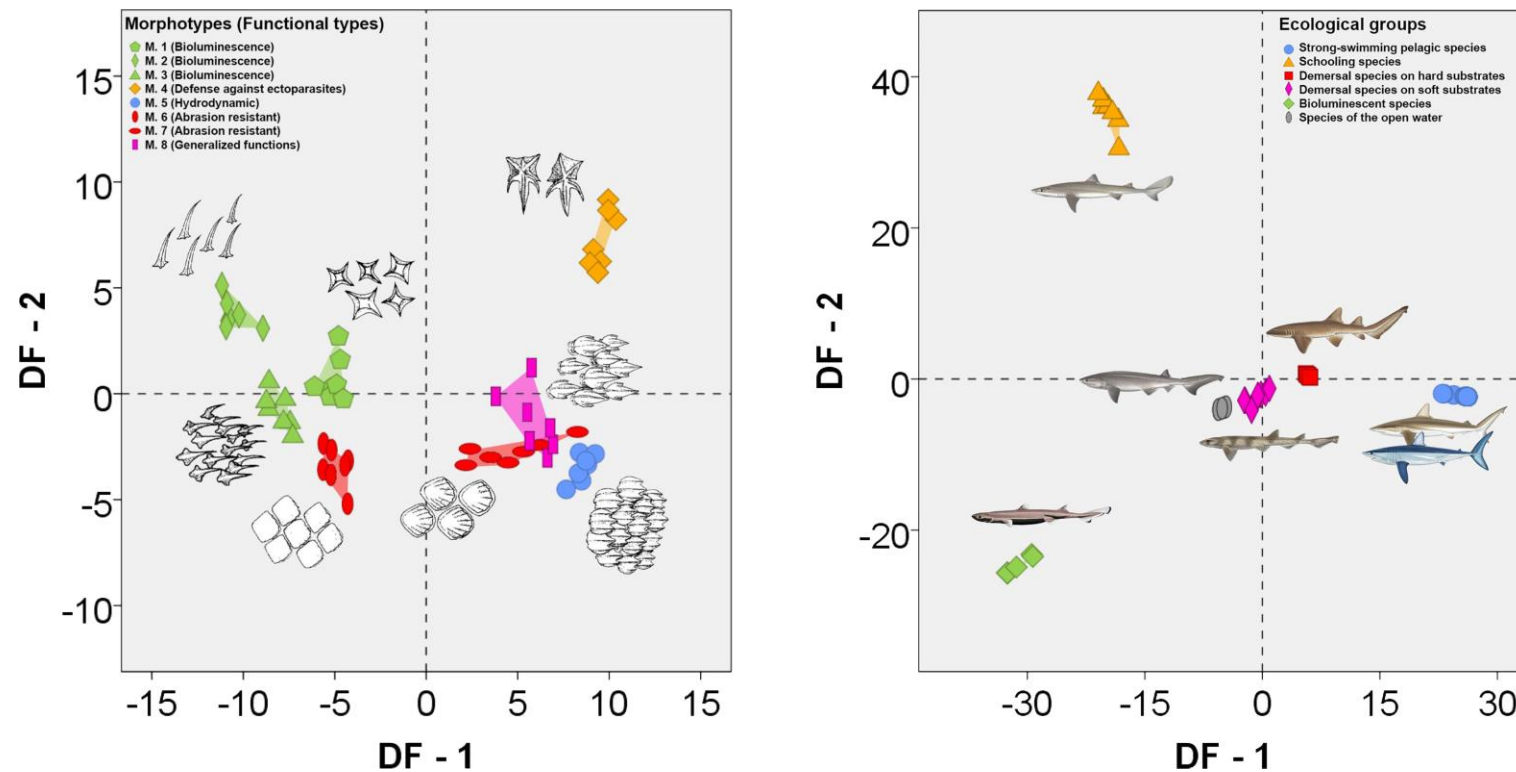 Morphotypes (Functional types)
M. 1 (Bioluminescence)
M. 2 (Bioluminescence)
M. 3 (Bioluminescence)
M. 4 (Defense against ectoparasites)
M. 5 (Hydrodynamic)
M. 6 (Abrasion resistant)
M. 7 (Abrasion resistant)
M. 8 (Generalized functions)
15
10
5
0
-5
-10
DF - 2
-15 -10 -5 0 5 10 15
DF - 1
Ecological groups
Strong-swimming pelagic species
Schooling species
Demersal species on hard substrates
Demersal species on soft substrates
Bioluminescent species
Species of the open water
40
20
0
-20
DF - 2
-30 -15 0 15 30
DF - 1